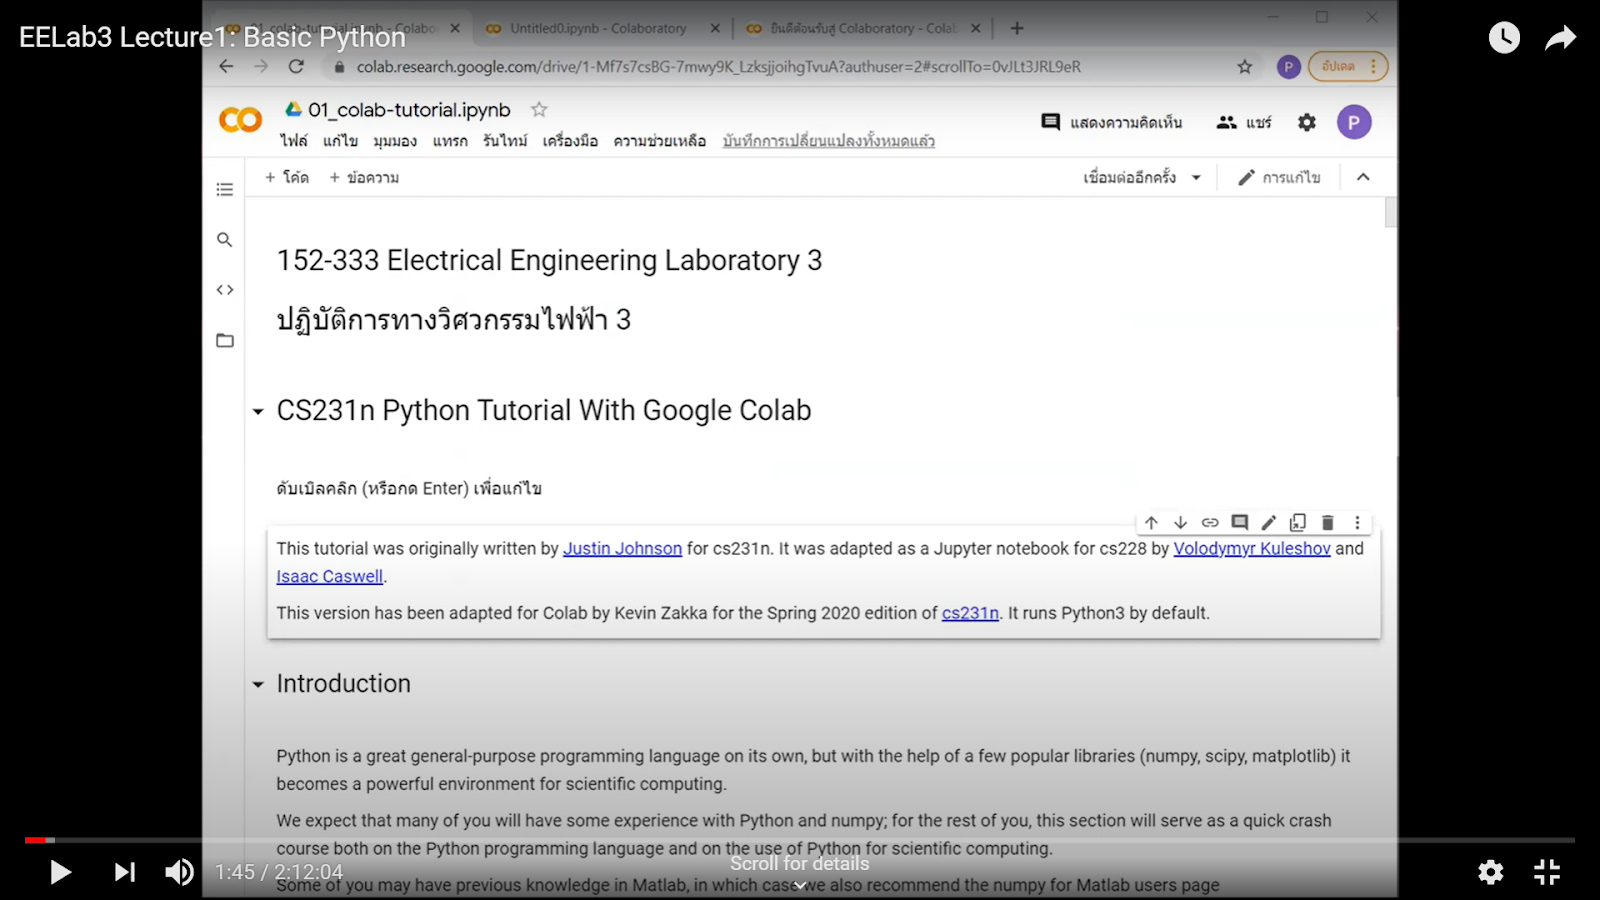 EELab3 Lecture1: Basic Python
01_colab-tutorial.ipynb - Colabo
Untitled0.ipynb - Colaboratory
ยินดีต้อนรับสู่ Colaboratory - Colab
colab.research.google.com/drive/1-Mf7s7csBG-7mwy9K_LzksjjoihgTvuA?authuser=2#scrollTo=0vJLt3JRL9eR
P
อัปเดต
01_colab-tutorial.ipynb
แสดงความคิดเห็น
แชร์
P
ไฟล์ แก้ไข มุมมอง แทรก รันไทม์ เครื่องมือ ความช่วยเหลือ บันทึกการเปลี่ยนแปลงทั้งหมดแล้ว
+ โค้ด + ข้อความ
เชื่อมต่ออีกครั้ง
การแก้ไข
152-333 Electrical Engineering Laboratory 3
ปฏิบัติการทางวิศวกรรมไฟฟ้า 3
CS231n Python Tutorial With Google Colab
ดับเบิลคลิก (หรือกด Enter) เพื่อแก้ไข
This tutorial was originally written by Justin Johnson for cs231n. It was adapted as a Jupyter notebook for cs228 by Volodymyr Kuleshov and
Isaac Caswell.
This version has been adapted for Colab by Kevin Zakka for the Spring 2020 edition of cs231n. It runs Python3 by default.
Introduction
Python is a great general-purpose programming language on its own, but with the help of a few popular libraries (numpy, scipy, matplotlib) it
becomes a powerful environment for scientific computing.
We expect that many of you will have some experience with Python and numpy; for the rest of you, this section will serve as a quick crash
course both on the Python programming language and on the use of Python for scientific computing.
Scroll for details
1:45 / 2:12:04
Some of you may have previous knowledge in Matlab, in which case we also recommend the numpy for Matlab users page